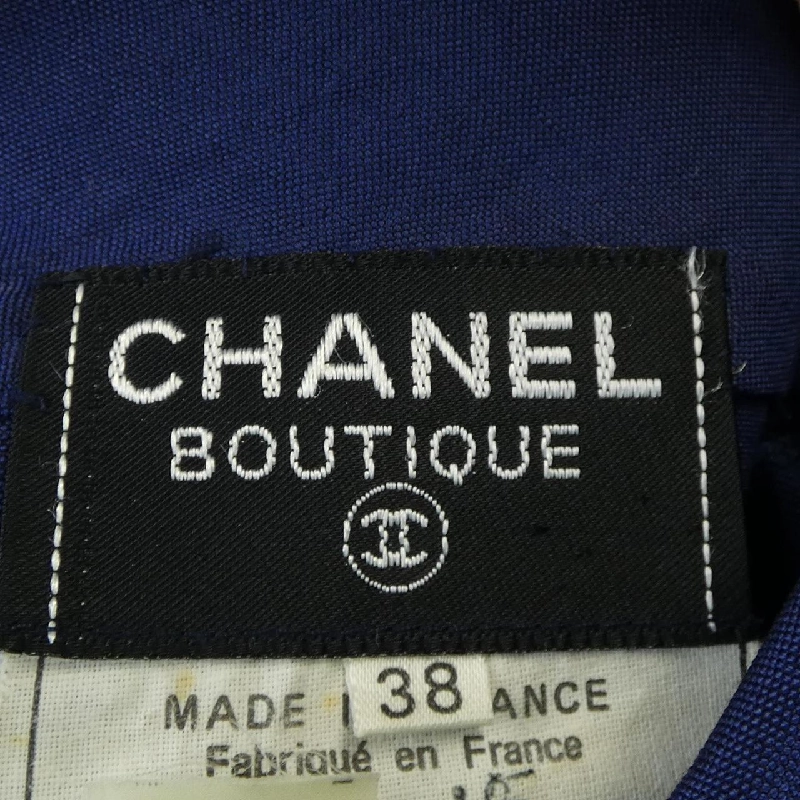 CHANEL
BOUTIQUE
38
MADE ANCE
Fabriqué en France